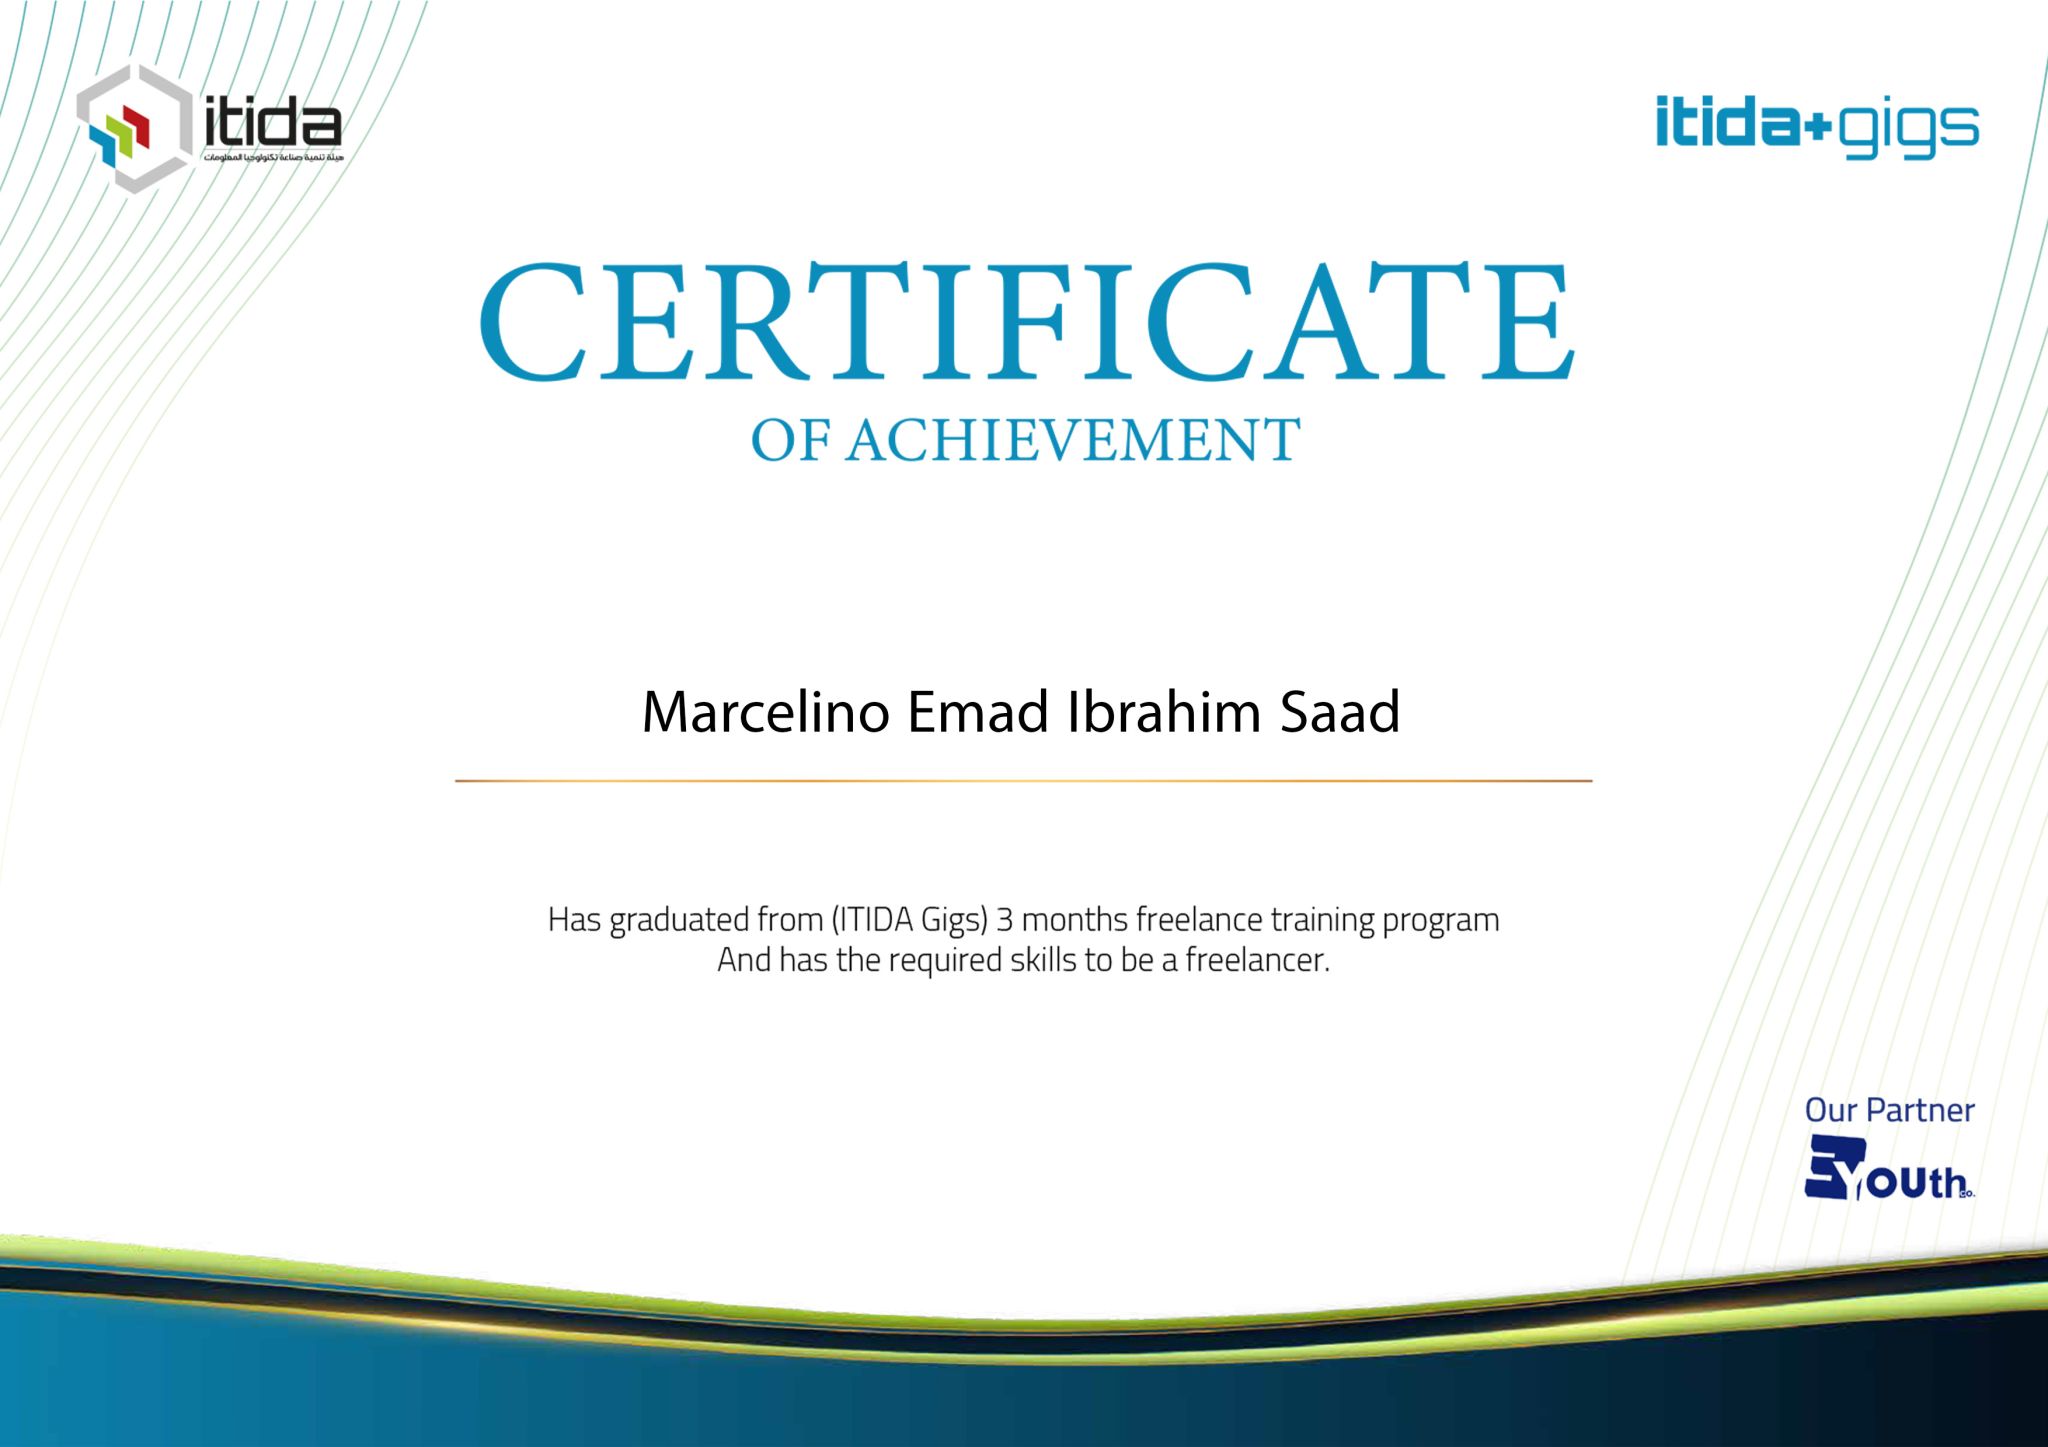 itida
هيئة تنمية صناعة تكنولوجيا المعلومات
itida+gigs
CERTIFICATE
OF ACHIEVEMENT
Marcelino Emad Ibrahim Saad
Has graduated from (ITIDA Gigs) 3 months freelance training program
And has the required skills to be a freelancer.
Our Partner
EYouth co.